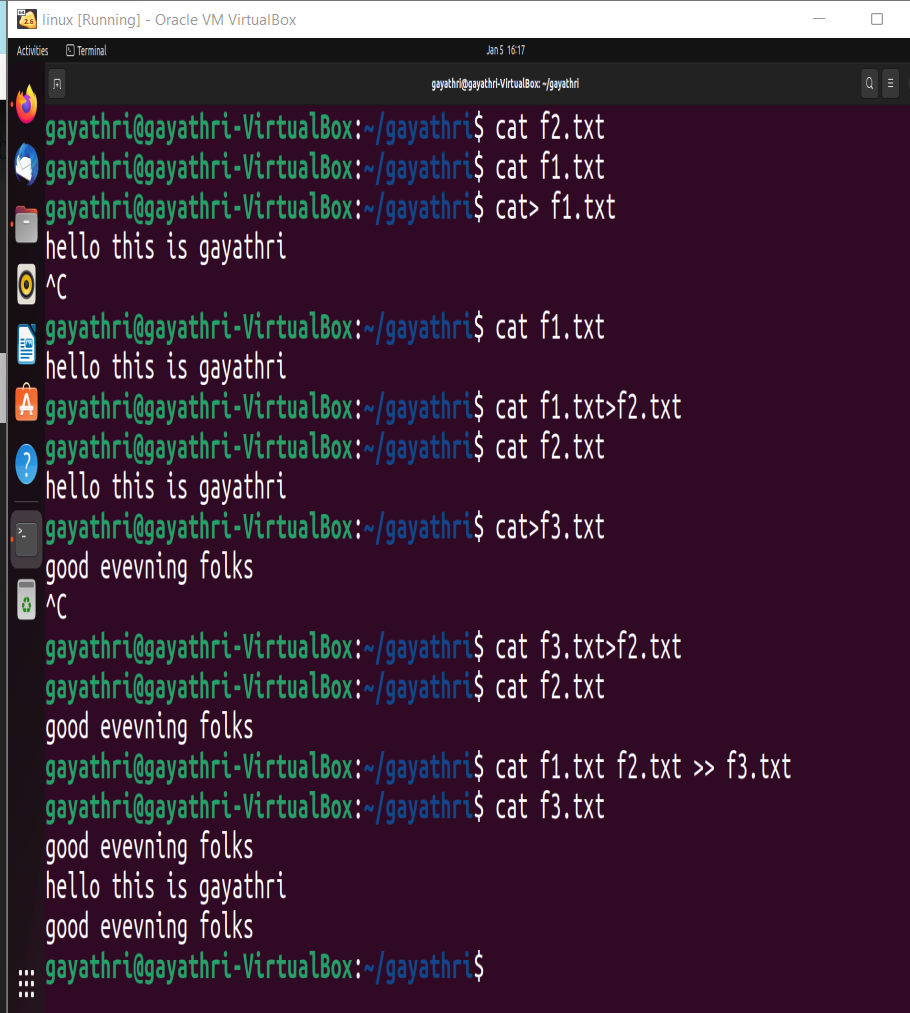 linux [Running] - Oracle VM VirtualBox
Activities Terminal Jan 5 16:17
gayathri@gayathri-VirtualBox: ~/gayathri
gayathri@gayathri-VirtualBox:~/gayathri$ cat f2.txt
gayathri@gayathri-VirtualBox:~/gayathri$ cat f1.txt
gayathri@gayathri-VirtualBox:~/gayathri$ cat> f1.txt
hello this is gayathri
^C
gayathri@gayathri-VirtualBox:~/gayathri$ cat f1.txt
hello this is gayathri
gayathri@gayathri-VirtualBox:~/gayathri$ cat f1.txt>f2.txt
gayathri@gayathri-VirtualBox:~/gayathri$ cat f2.txt
hello this is gayathri
gayathri@gayathri-VirtualBox:~/gayathri$ cat>f3.txt
good evevning folks
^C
gayathri@gayathri-VirtualBox:~/gayathri$ cat f3.txt>f2.txt
gayathri@gayathri-VirtualBox:~/gayathri$ cat f2.txt
good evevning folks
gayathri@gayathri-VirtualBox:~/gayathri$ cat f1.txt f2.txt >> f3.txt
gayathri@gayathri-VirtualBox:~/gayathri$ cat f3.txt
good evevning folks
hello this is gayathri
good evevning folks
gayathri@gayathri-VirtualBox:~/gayathri$